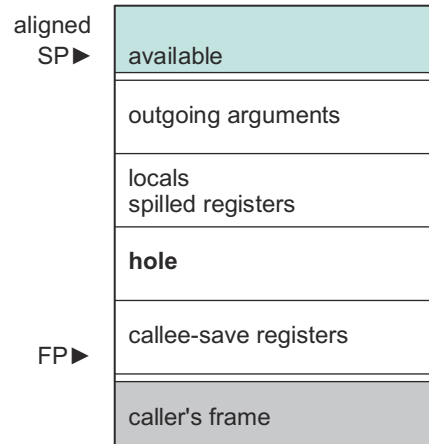 aligned
SP► available
outgoing arguments
locals
spilled registers
hole
callee-save registers
FP►
caller's frame